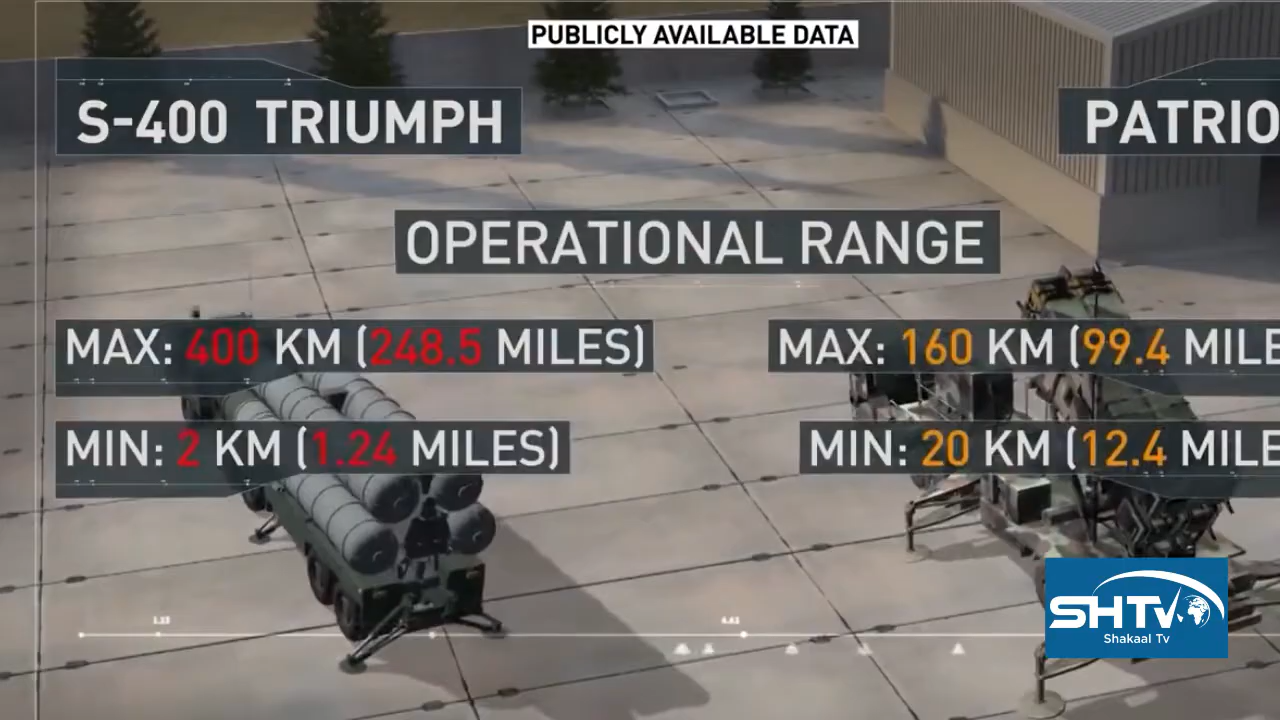 PUBLICLY AVAILABLE DATA
S-400 TRIUMPH
PATRIO
OPERATIONAL RANGE
MAX: 400 KM (248.5 MILES)
MAX: 160 KM (99.4 MILE
MIN: 2 KM (1.24 MILES)
MIN: 20 KM (12.4 MILE
SHTv
Shakaal Tv